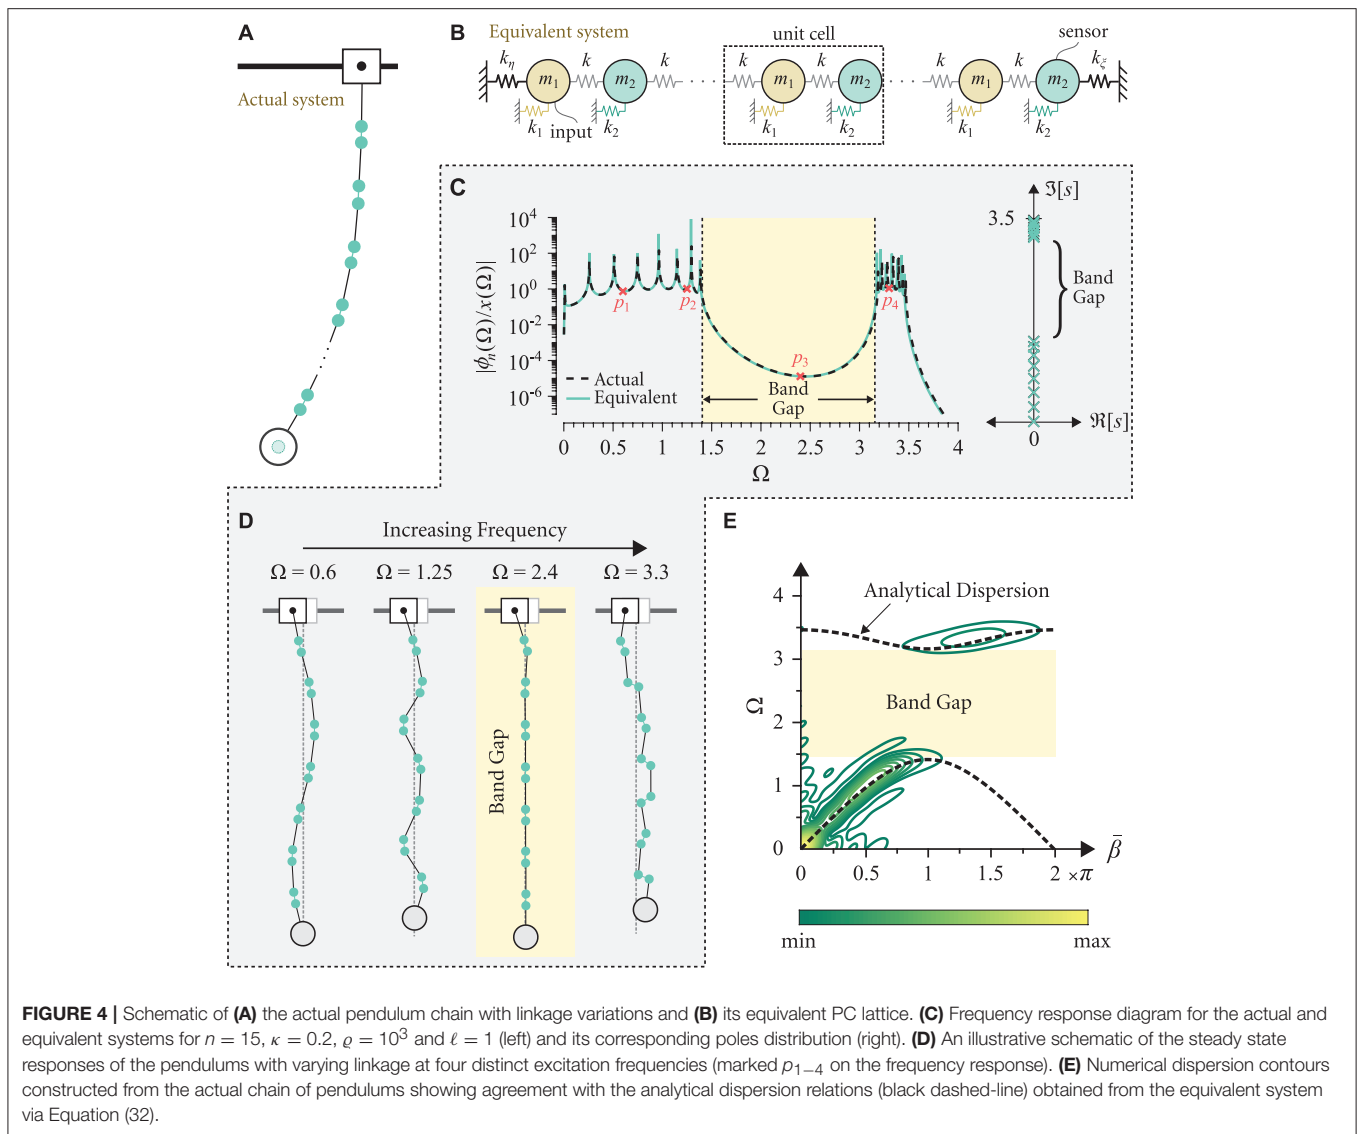 A
Actual system
B
Equivalent system
unit cell
sensor
kη k k k k k k k kξ
m1 m2 · · · m1 m2 · · · m1 m2
k1 input k2 k1 k2 k1 k2
C
|ϕn(Ω)/x(Ω)|
10^4
10^2
10^0
10^-2
10^-4
10^-6
p1 p2 p3 p4
Actual
Equivalent
Band
Gap
0 0.5 1 1.5 2 2.5 3 3.5 4
Ω
ℑ[s]
3.5
Band
Gap
ℜ[s]
0
D
Increasing Frequency
Ω = 0.6 Ω = 1.25 Ω = 2.4 Ω = 3.3
Band Gap
E
Analytical Dispersion
4
3
2
1
0
Ω
Band Gap
0 0.5 1 1.5 2 ×π
β̄
min max
FIGURE 4 | Schematic of (A) the actual pendulum chain with linkage variations and (B) its equivalent PC lattice. (C) Frequency response diagram for the actual and
equivalent systems for n = 15, κ = 0.2, ϱ = 10^3 and ℓ = 1 (left) and its corresponding poles distribution (right). (D) An illustrative schematic of the steady state
responses of the pendulums with varying linkage at four distinct excitation frequencies (marked p1−4 on the frequency response). (E) Numerical dispersion contours
constructed from the actual chain of pendulums showing agreement with the analytical dispersion relations (black dashed-line) obtained from the equivalent system
via Equation (32).